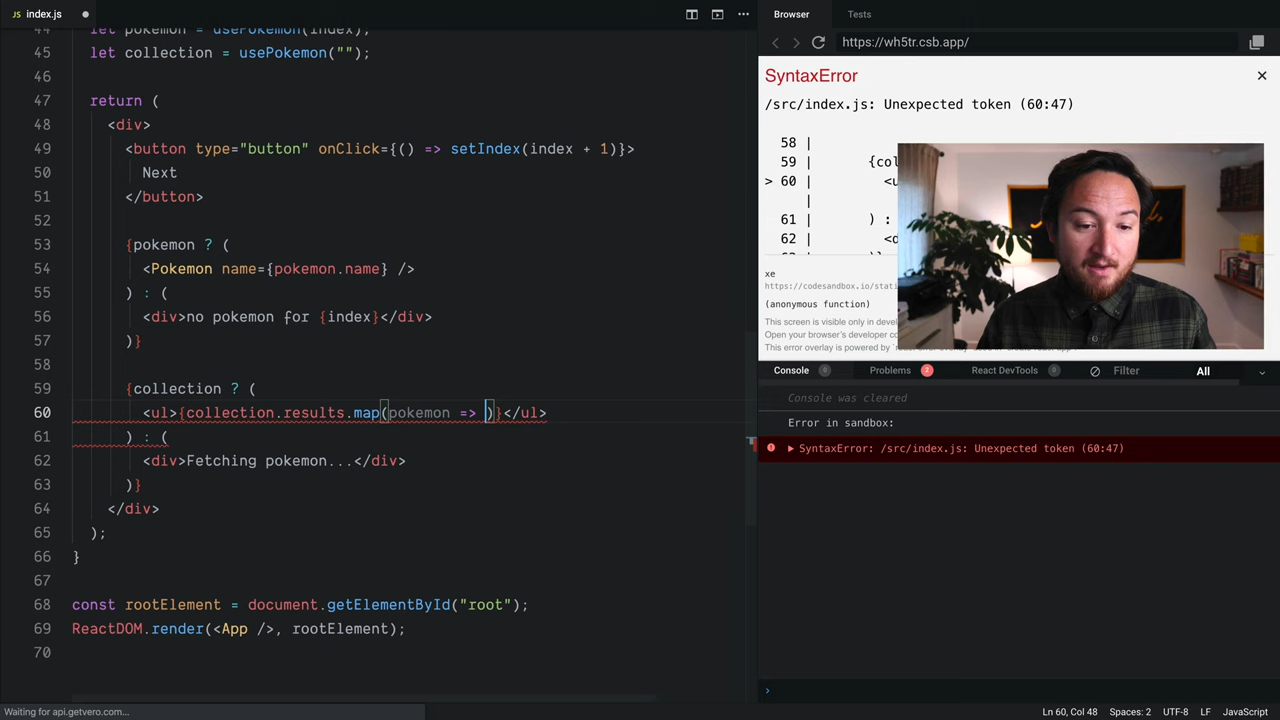 JS index.js
44 let pokemon = usePokemon(index);
45 let collection = usePokemon("");
46
47 return (
48 <div>
49 <button type="button" onClick={() => setIndex(index + 1)}>
50 Next
51 </button>
52
53 {pokemon ? (
54 <Pokemon name={pokemon.name} />
55 ) : (
56 <div>no pokemon for {index}</div>
57 )}
58
59 {collection ? (
60 <ul>{collection.results.map(pokemon => )}</ul>
61 ) : (
62 <div>Fetching pokemon...</div>
63 )}
64 </div>
65 );
66 }
67
68 const rootElement = document.getElementById("root");
69 ReactDOM.render(<App />, rootElement);
70
Waiting for api.getvero.com...
Browser Tests
https://wh5tr.csb.app/
SyntaxError
/src/index.js: Unexpected token (60:47)
58 |
59 | {col
> 60 | <u
|
61 | ) :
62 | <d
xe
https://codesandbox.io/stati
(anonymous function)
This screen is visible only in devel
Open your browser's developer co
This error overlay is powered by
Console 0 Problems 2 React DevTools 0 Filter All
Console was cleared
Error in sandbox:
▶ SyntaxError: /src/index.js: Unexpected token (60:47)
›
Ln 60, Col 48 Spaces: 2 UTF-8 LF JavaScript